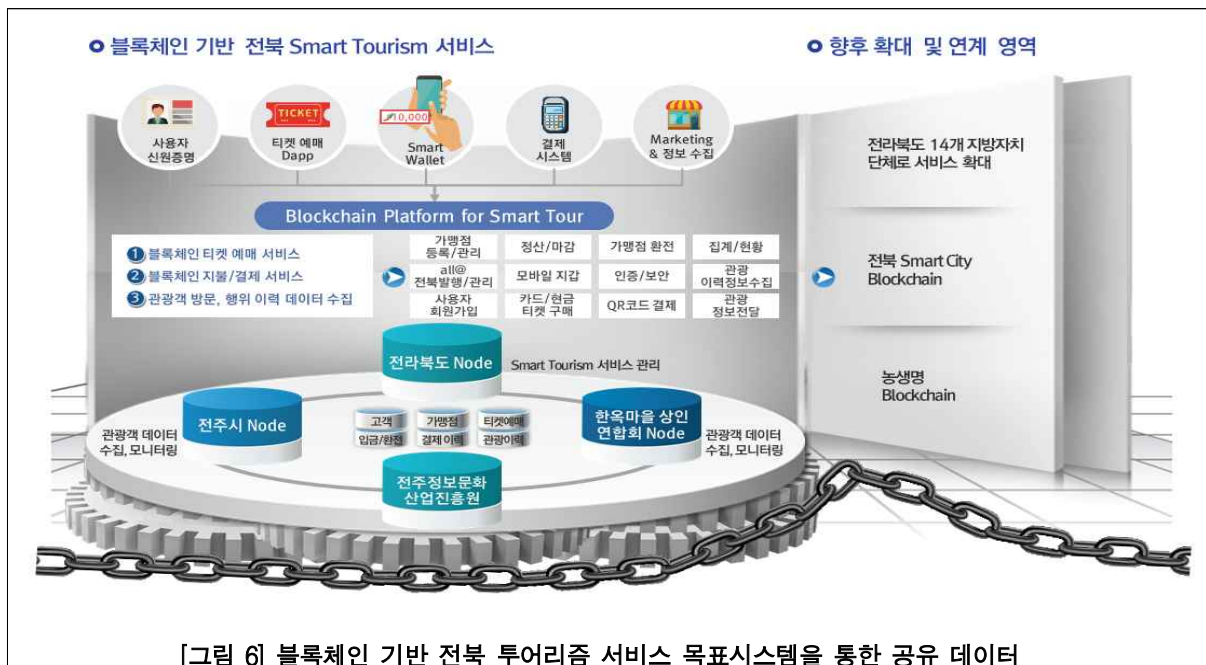 블록체인 기반 전북 Smart Tourism 서비스
향후 확대 및 연계 영역
사용자
신원증명
TICKET
티켓 예매
Dapp
10,000
Smart
Wallet
결제
시스템
Marketing
& 정보 수집
Blockchain Platform for Smart Tour
1 블록체인 티켓 예매 서비스
2 블록체인 지불/결제 서비스
3 관광객 방문, 행위 이력 데이터 수집
가맹점
등록/관리
정산/마감
가맹점 환전
집계/현황
all@
전북발행/관리
모바일 지갑
인증/보안
관광
이력정보수집
사용자
회원가입
카드/현금
티켓 구매
QR코드 결제
관광
정보전달
전라북도 14개 지방자치
단체로 서비스 확대
전북 Smart City
Blockchain
농생명
Blockchain
전라북도 Node
Smart Tourism 서비스 관리
전주시 Node
관광객 데이터
수집, 모니터링
고객
가맹점
티켓예매
입금/환전
결제 이력
관광이력
한옥마을 상인
연합회 Node
관광객 데이터
수집, 모니터링
전주정보문화
산업진흥원
[그림 6] 블록체인 기반 전북 투어리즘 서비스 목표시스템을 통한 공유 데이터